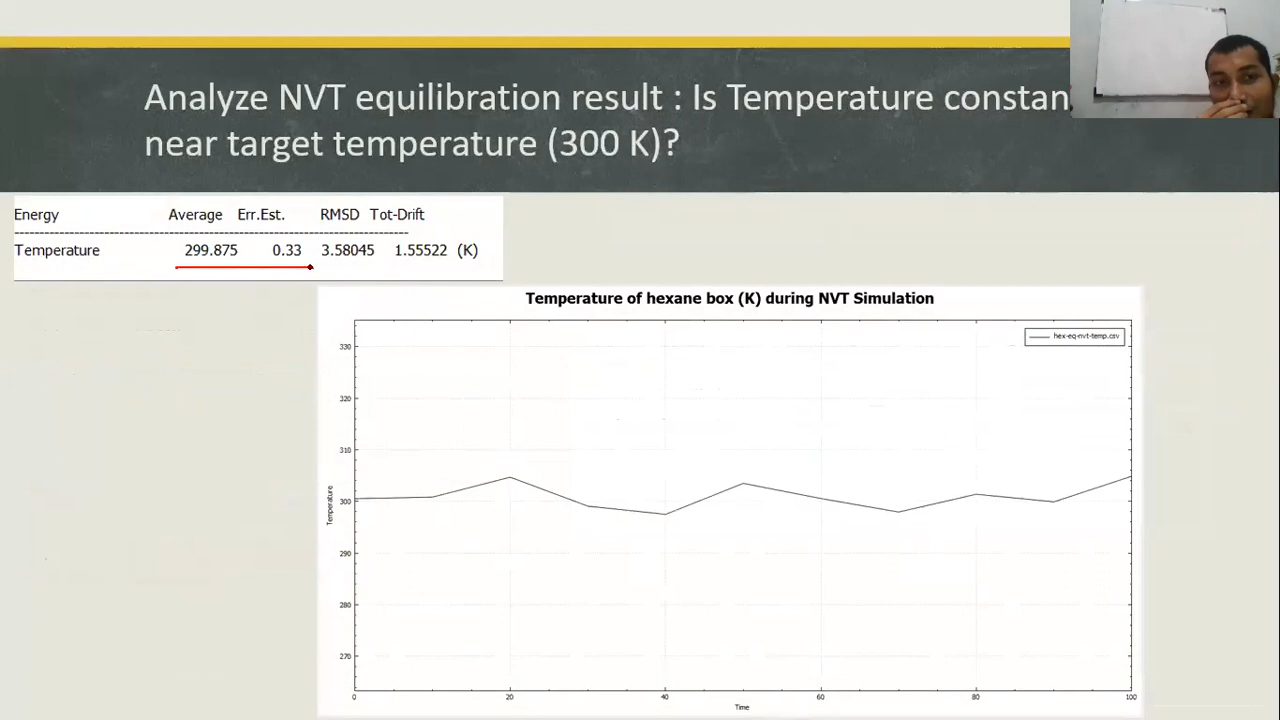 Analyze NVT equilibration result : Is Temperature constan
near target temperature (300 K)?
Energy Average Err.Est. RMSD Tot-Drift
-------------------------------------------------------------------------------
Temperature 299.875 0.33 3.58045 1.55522 (K)
Temperature of hexane box (K) during NVT Simulation
hex-eq-nvt-temp.csv
330
320
310
300
290
280
270
Temperature
0 20 40 60 80 100
Time